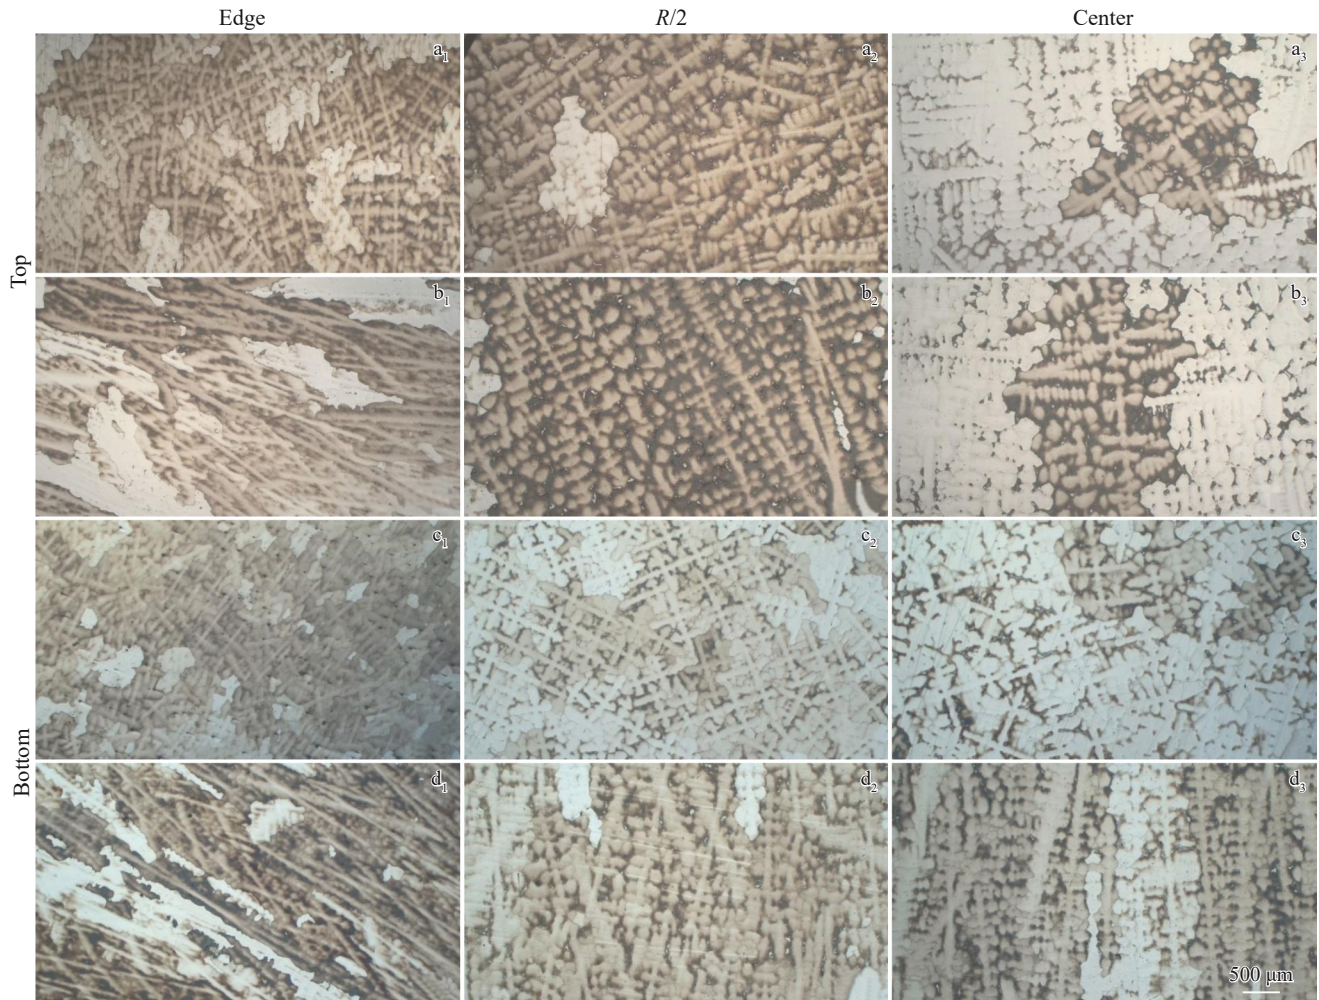 Edge R/2 Center
Top
a1 a2 a3
b1 b2 b3
Bottom
c1 c2 c3
d1 d2 d3
500 μm